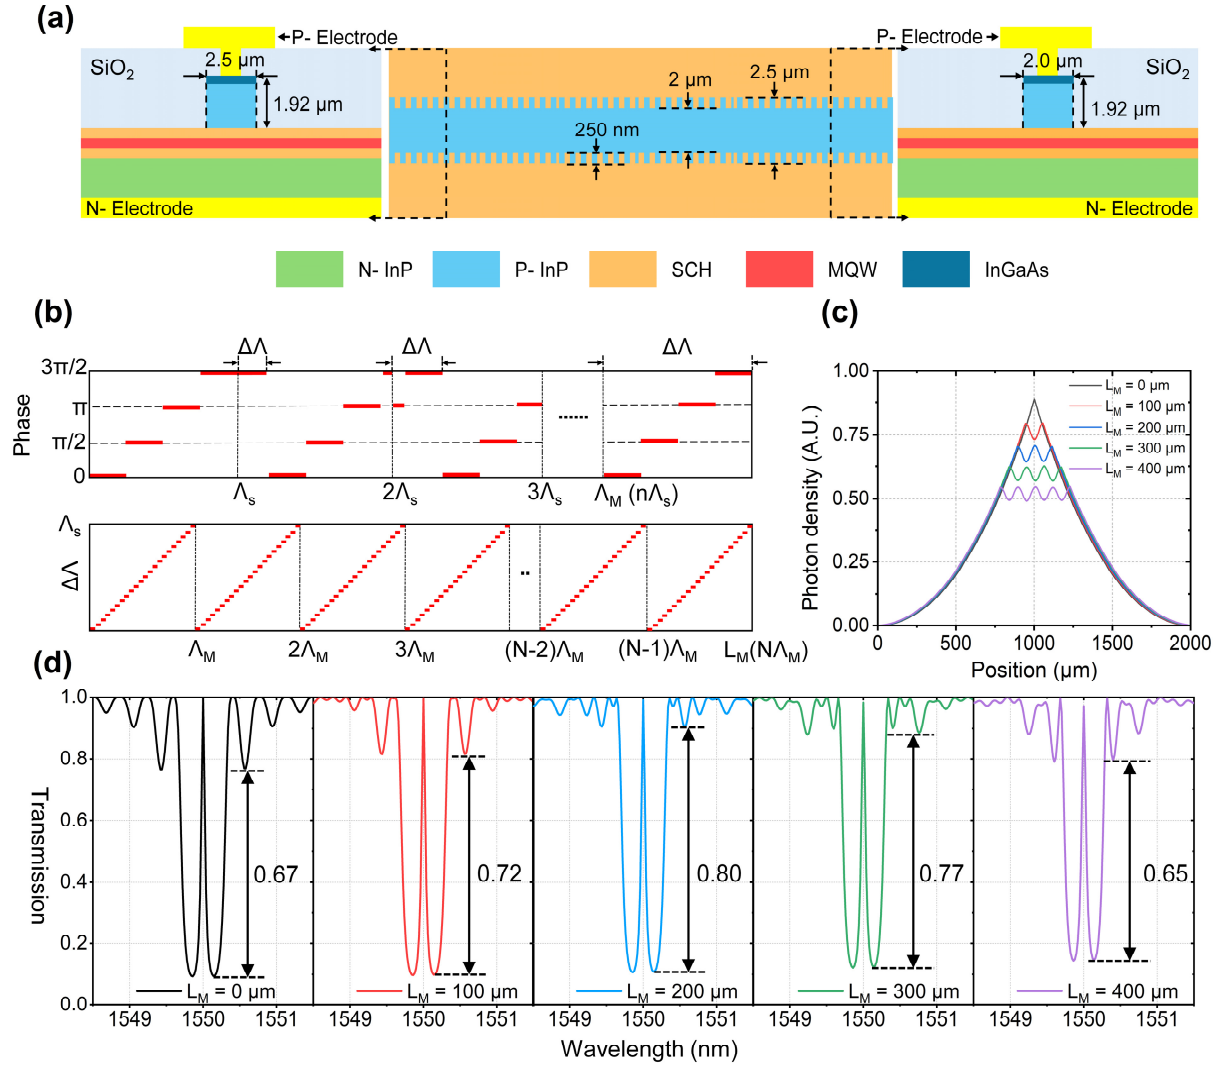 (a)
P- Electrode
P- Electrode
SiO2
2.5 μm
1.92 μm
2 μm
2.5 μm
250 nm
2.0 μm
SiO2
1.92 μm
N- Electrode
N- Electrode
N- InP
P- InP
SCH
MQW
InGaAs
(b)
ΔΛ
ΔΛ
ΔΛ
3π/2
π
π/2
0
Phase
Λs
2Λs
3Λs
ΛM (nΛs)
Λs
ΔΛ
ΛM
2ΛM
3ΛM
(N-2)ΛM
(N-1)ΛM
LM(NΛM)
(c)
1.00
0.75
0.50
0.25
0.00
Photon density (A.U.)
LM = 0 μm
LM = 100 μm
LM = 200 μm
LM = 300 μm
LM = 400 μm
0
500
1000
1500
2000
Position (μm)
(d)
1.0
0.8
0.6
0.4
0.2
0.0
Transmission
0.67
0.72
0.80
0.77
0.65
LM = 0 μm
LM = 100 μm
LM = 200 μm
LM = 300 μm
LM = 400 μm
1549 1550 1551
1549 1550 1551
1549 1550 1551
1549 1550 1551
1549 1550 1551
Wavelength (nm)